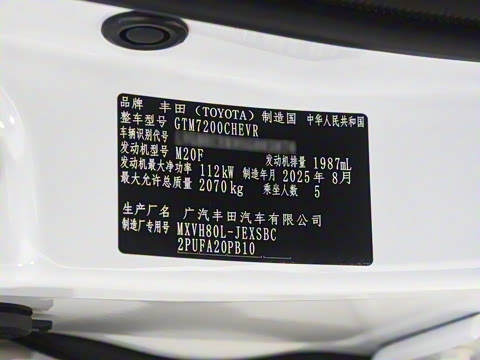 品牌 丰田（TOYOTA）制造国 中华人民共和国
整车型号 GTM7200CHEVR
车辆识别代号
发动机型号 M20F 发动机排量 1987mL
发动机最大净功率 112kW 制造年月 2025年 8月
最大允许总质量 2070kg 乘坐人数 5
生产厂名 广汽丰田汽车有限公司
制造厂专用号 MXVH80L-JEXSBC
2PUFA20PB10